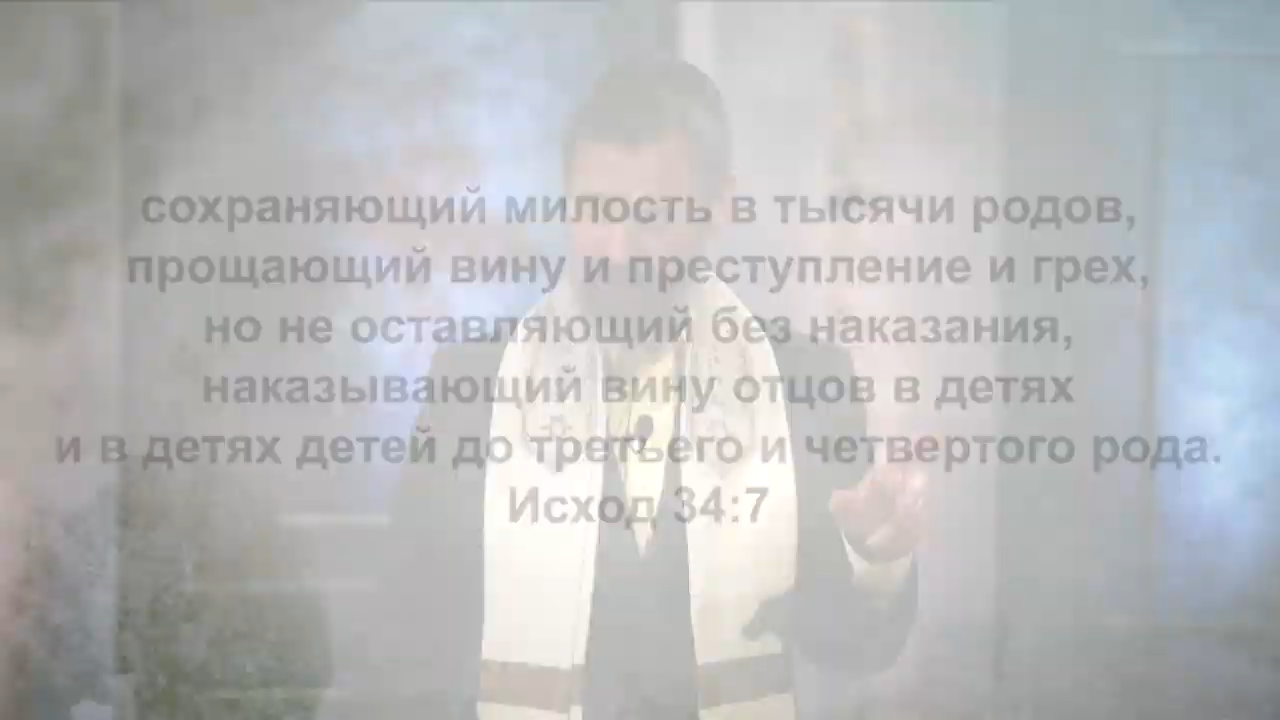 сохраняющий милость в тысячи родов,
прощающий вину и преступление и грех,
но не оставляющий без наказания,
наказывающий вину отцов в детях
и в детях детей до третьего и четвертого рода.
Исход 34:7